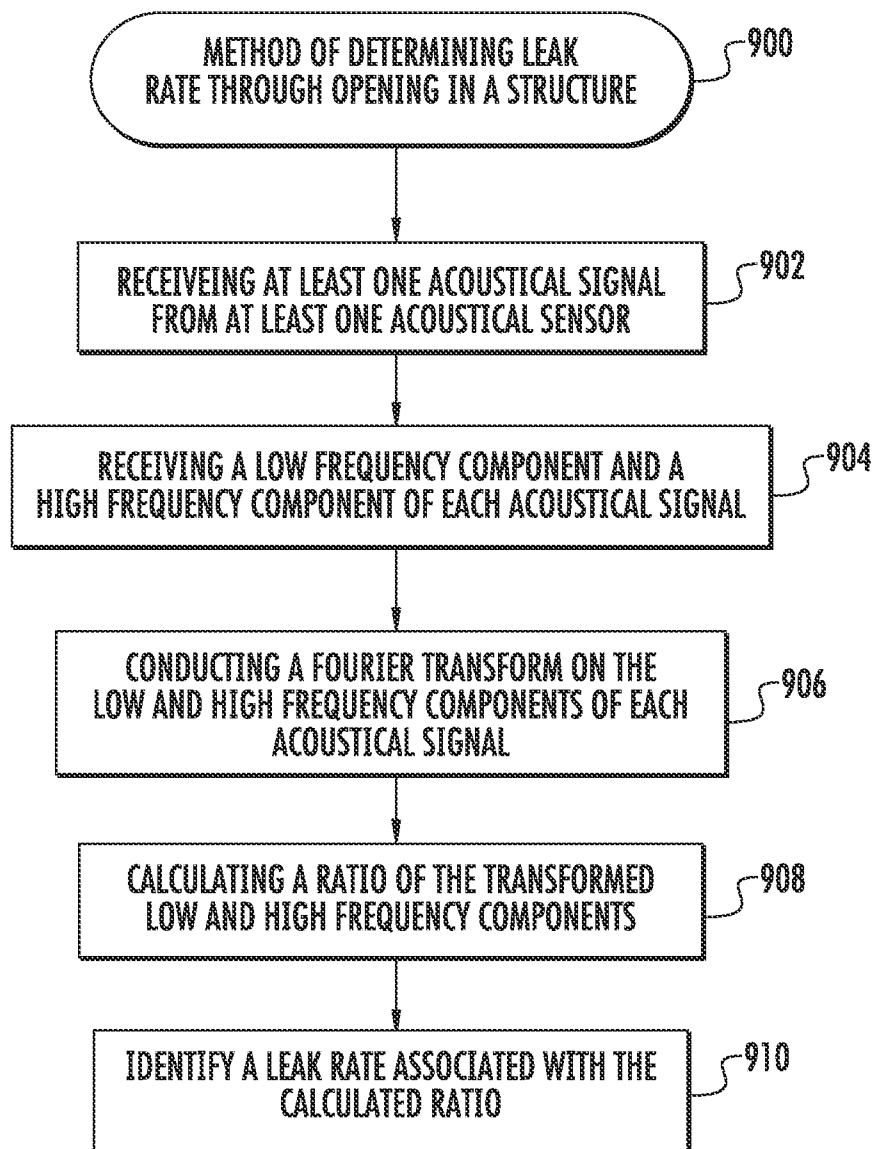 METHOD OF DETERMINING LEAK
RATE THROUGH OPENING IN A STRUCTURE
900
RECEIVEING AT LEAST ONE ACOUSTICAL SIGNAL
FROM AT LEAST ONE ACOUSTICAL SENSOR
902
RECEIVING A LOW FREQUENCY COMPONENT AND A
HIGH FREQUENCY COMPONENT OF EACH ACOUSTICAL SIGNAL
904
CONDUCTING A FOURIER TRANSFORM ON THE
LOW AND HIGH FREQUENCY COMPONENTS OF EACH
ACOUSTICAL SIGNAL
906
CALCULATING A RATIO OF THE TRANSFORMED
LOW AND HIGH FREQUENCY COMPONENTS
908
IDENTIFY A LEAK RATE ASSOCIATED WITH THE
CALCULATED RATIO
910